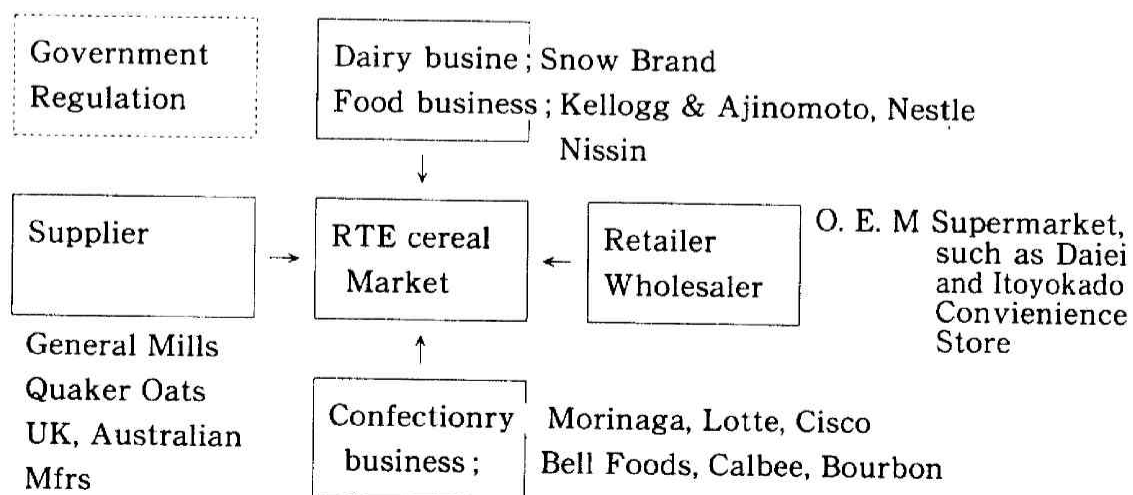 Government
Regulation
Dairy busine ; Snow Brand
Food business ; Kellogg & Ajinomoto, Nestle
Nissin
Supplier
RTE cereal
Market
Retailer
Wholesaler
O. E. M Supermarket,
such as Daiei
and Itoyokado
Convienience
Store
General Mills
Quaker Oats
UK, Australian
Mfrs
Confectionry
business ;
Morinaga, Lotte, Cisco
Bell Foods, Calbee, Bourbon